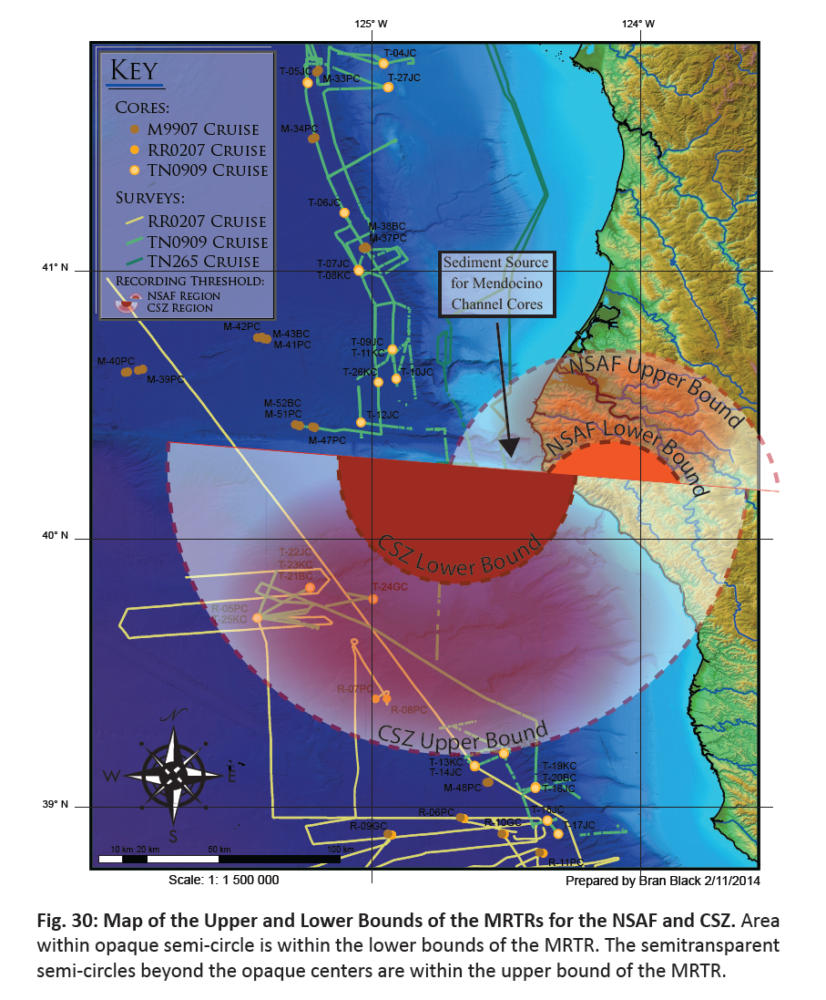 125° W
124° W
KEY
CORES:
M9907 CRUISE
RR0207 CRUISE
TN0909 CRUISE
SURVEYS:
RR0207 CRUISE
TN0909 CRUISE
TN265 CRUISE
RECORDING THRESHOLD:
NSAF REGION
CSZ REGION
T-04JC
T-05JC
M-33PC
T-27JC
M-34PC
T-06JC
M-38BC
M-37PC
T-07JC
T-08KC
41° N
Sediment Source
for Mendocino
Channel Cores
M-42PC
M-43BC
M-41PC
M-40PC
M-39PC
T-09JC
T-11KC
T-26KC
T-10JC
NSAF Upper Bound
M-52BC
M-51PC
T-12JC
M-47PC
NSAF Lower Bound
40° N
CSZ Lower Bound
T-22JC
T-23KC
T-21BC
T-24GC
R-05PC
T-25KC
R-07PC
R-08PC
CSZ Upper Bound
T-13KC
T-14JC
M-48PC
T-19KC
T-20BC
T-16JC
N
W
E
S
39° N
R-06PC
T-18JC
R-09GC
R-10GC
T-17JC
R-11PC
10 km 20 km 50 km 100 km
Scale: 1: 1 500 000
Prepared by Bran Black 2/11/2014
Fig. 30: Map of the Upper and Lower Bounds of the MRTRs for the NSAF and CSZ. Area
within opaque semi-circle is within the lower bounds of the MRTR. The semitransparent
semi-circles beyond the opaque centers are within the upper bound of the MRTR.